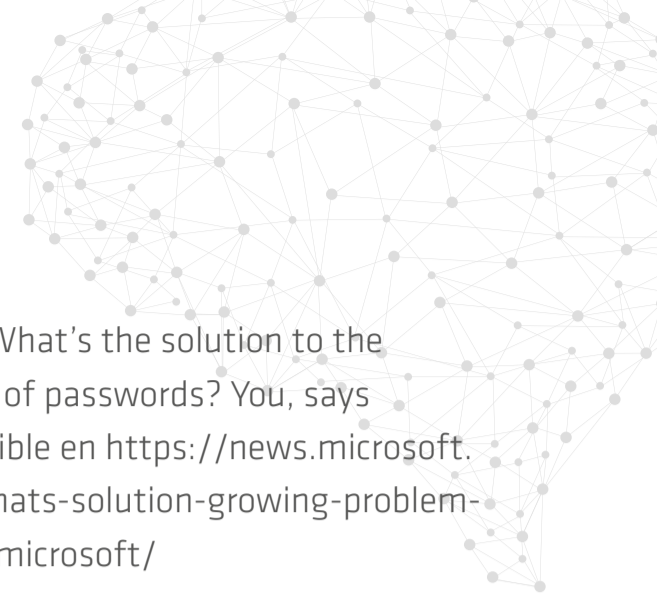 What’s the solution to the
of passwords? You, says
ible en https://news.microsoft.
hats-solution-growing-problem-
microsoft/